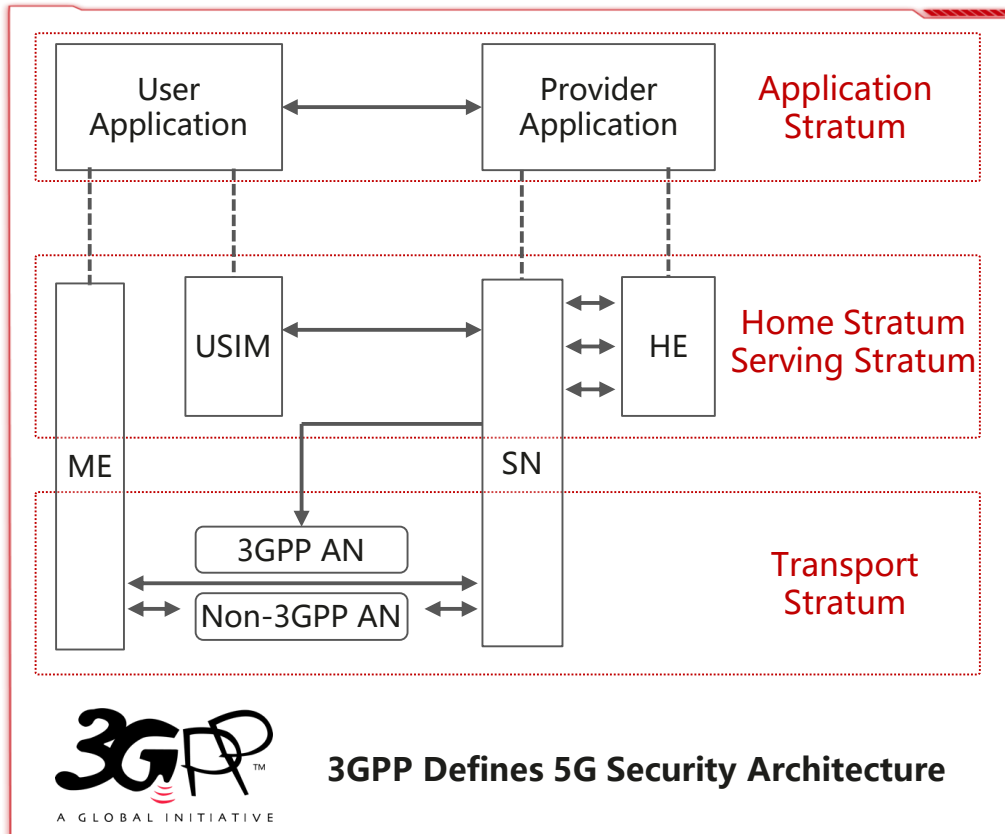 User
Application
Provider
Application
Application
Stratum
USIM
HE
Home Stratum
Serving Stratum
ME
SN
3GPP AN
Non-3GPP AN
Transport
Stratum
3GPP TM
A GLOBAL INITIATIVE
3GPP Defines 5G Security Architecture